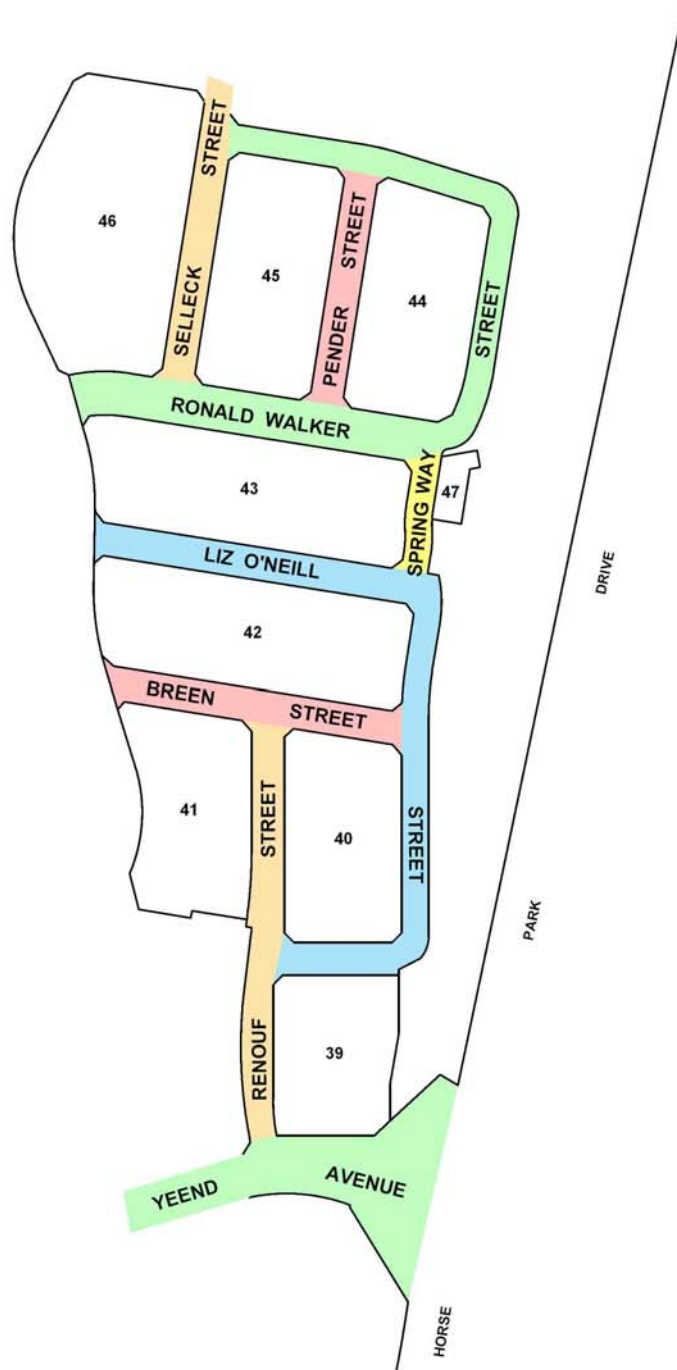 SELLECK STREET
46
45
PENDER STREET
44
STREET
RONALD WALKER
43
SPRING WAY
47
LIZ O'NEILL
DRIVE
42
BREEN STREET
41
STREET
40
STREET
PARK
RENOUF
39
YEEND AVENUE
HORSE